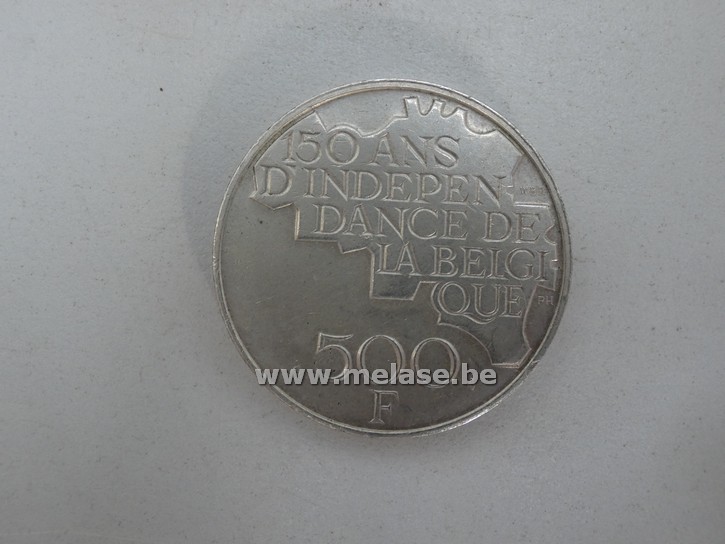 150 ANS
D'INDEPEN
DANCE DE
LA BELGI
QUE
500
F
www.melase.be